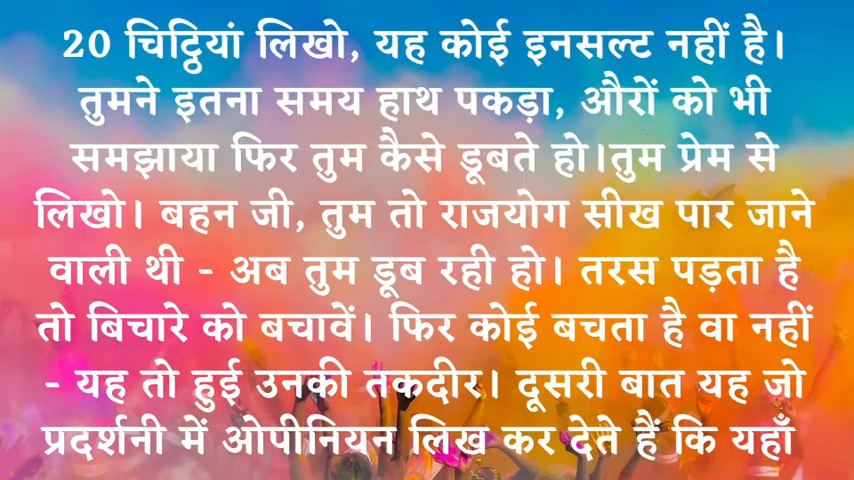 20 चिट्ठियां लिखो, यह कोई इनसल्ट नहीं है।
तुमने इतना समय हाथ पकड़ा, औरों को भी
समझाया फिर तुम कैसे डूबते हो।तुम प्रेम से
लिखो। बहन जी, तुम तो राजयोग सीख पार जाने
वाली थी - अब तुम डूब रही हो। तरस पड़ता है
तो बिचारे को बचावें। फिर कोई बचता है वा नहीं
- यह तो हुई उनकी तकदीर। दूसरी बात यह जो
प्रदर्शनी में ओपीनियन लिख कर देते हैं कि यहाँ